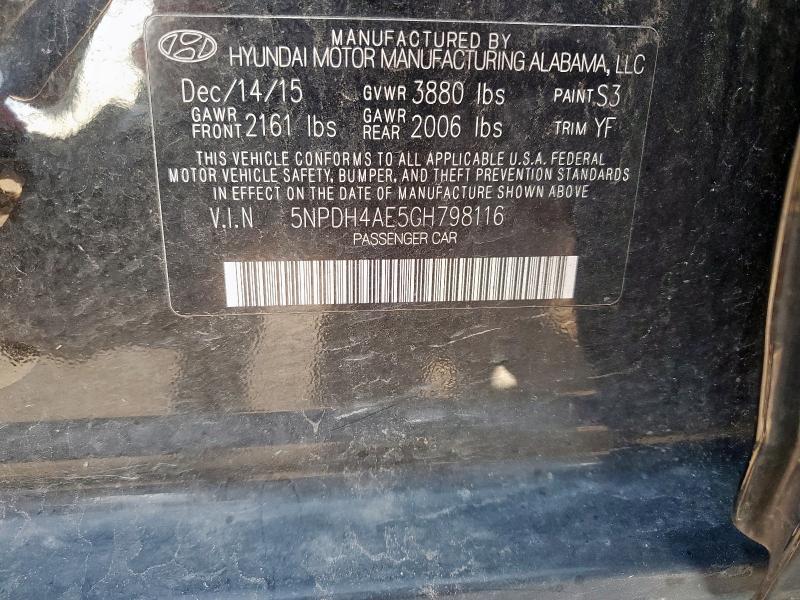 MANUFACTURED BY
HYUNDAI MOTOR MANUFACTURING ALABAMA, LLC
Dec/14/15 GVWR 3880 lbs PAINT S3
GAWR FRONT 2161 lbs GAWR REAR 2006 lbs TRIM YF
THIS VEHICLE CONFORMS TO ALL APPLICABLE U.S.A. FEDERAL
MOTOR VEHICLE SAFETY, BUMPER, AND THEFT PREVENTION STANDARDS
IN EFFECT ON THE DATE OF MANUFACTURE SHOWN ABOVE
V.I.N 5NPDH4AE5GH798116
PASSENGER CAR